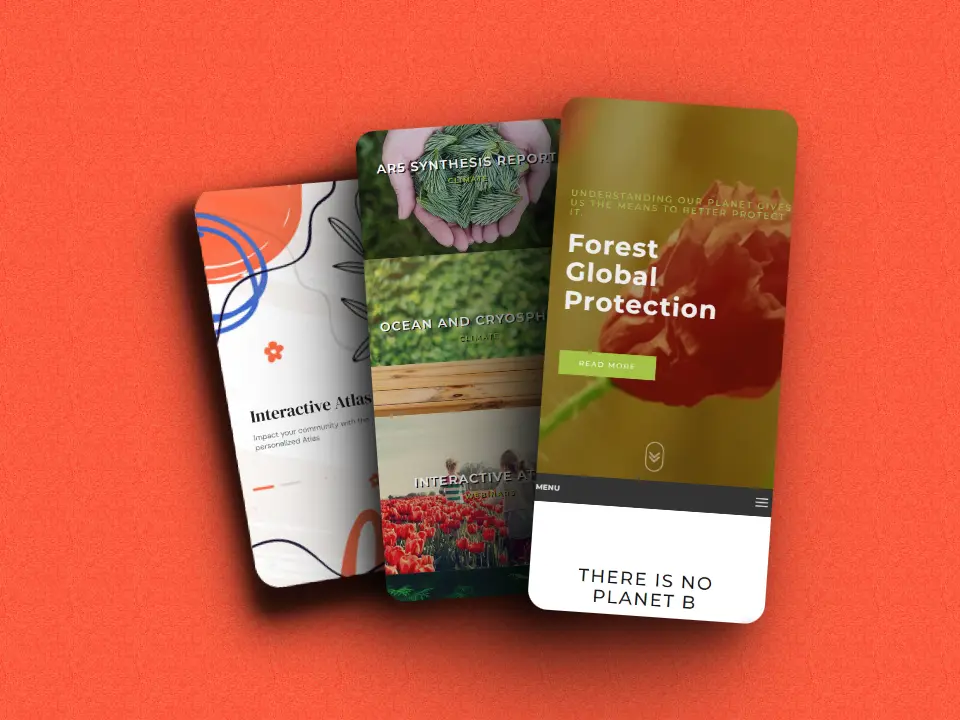 Interactive Atlas
Impact your community with the
personalized Atlas
AR5 SYNTHESIS REPORT
CLIMATE
OCEAN AND CRYOSPH
CLIMATE
INTERACTIVE AT
WEBINARS
UNDERSTANDING OUR PLANET GIVES
US THE MEANS TO BETTER PROTECT
IT.
Forest
Global
Protection
READ MORE
MENU
THERE IS NO
PLANET B